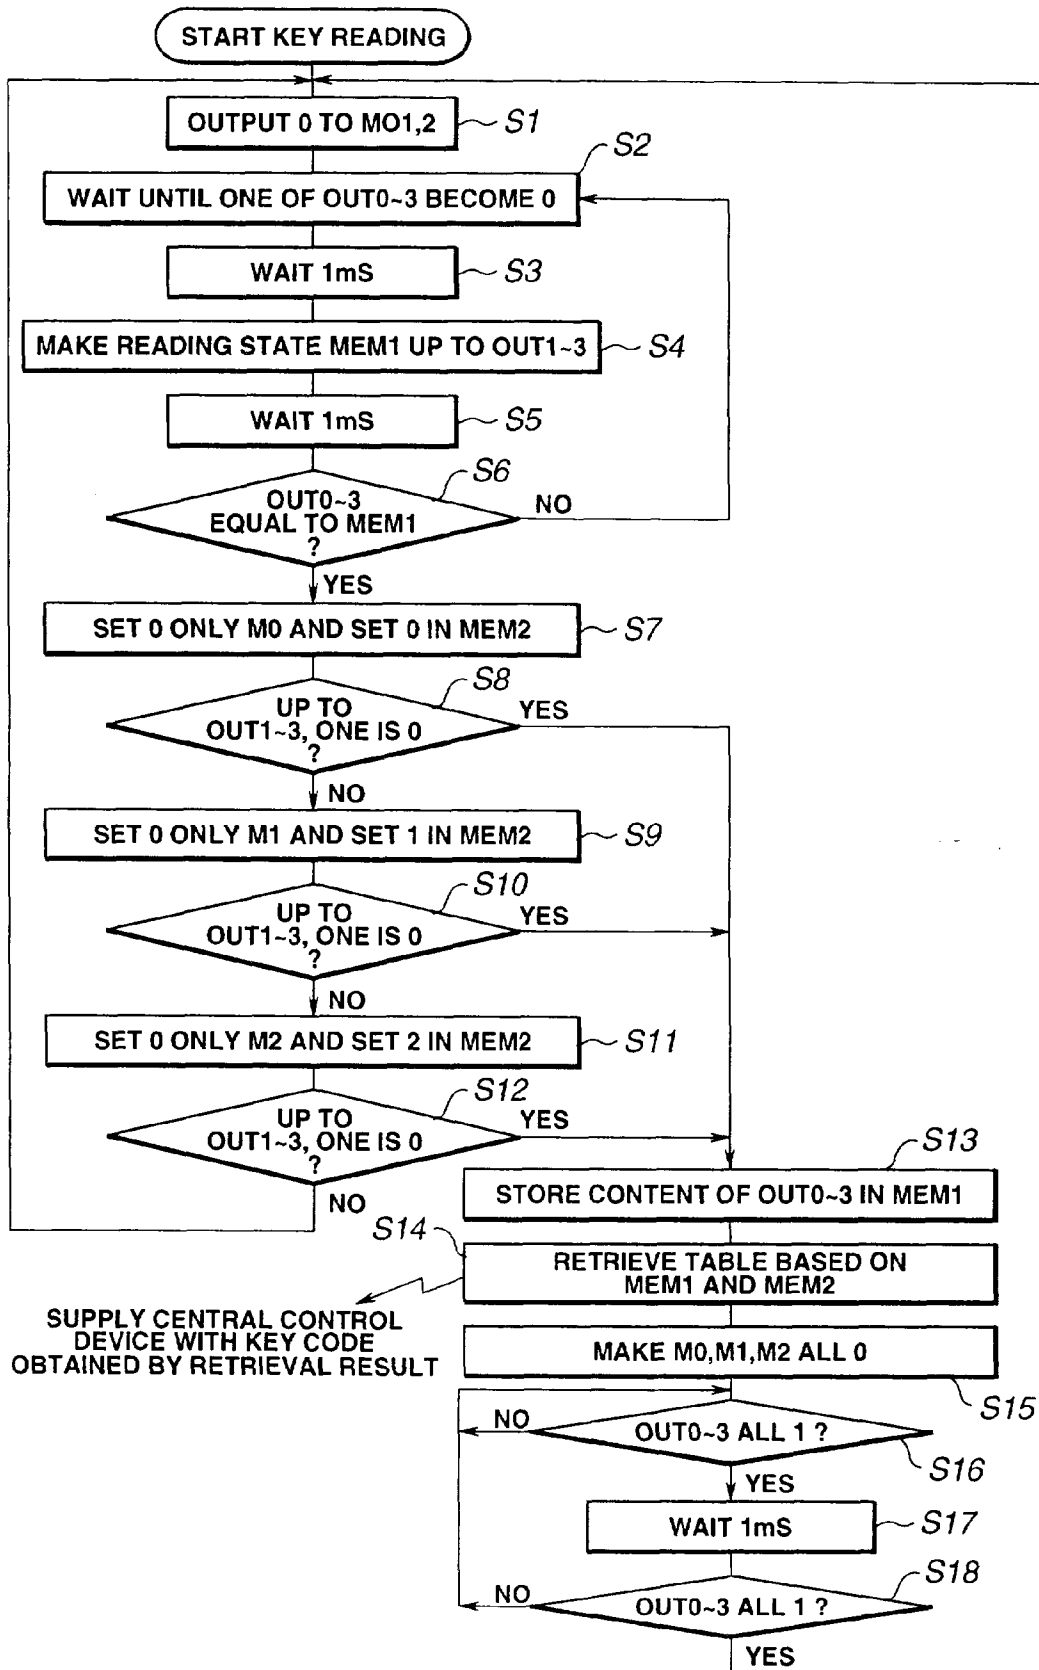 START KEY READING
OUTPUT 0 TO MO1,2
S1
S2
WAIT UNTIL ONE OF OUT0~3 BECOME 0
WAIT 1mS
S3
MAKE READING STATE MEM1 UP TO OUT1~3
S4
WAIT 1mS
S5
S6
OUT0~3
EQUAL TO MEM1
?
NO
YES
SET 0 ONLY M0 AND SET 0 IN MEM2
S7
S8
UP TO
OUT1~3, ONE IS 0
?
YES
NO
SET 0 ONLY M1 AND SET 1 IN MEM2
S9
S10
UP TO
OUT1~3, ONE IS 0
?
YES
NO
SET 0 ONLY M2 AND SET 2 IN MEM2
S11
S12
UP TO
OUT1~3, ONE IS 0
?
YES
NO
S13
STORE CONTENT OF OUT0~3 IN MEM1
S14
RETRIEVE TABLE BASED ON
MEM1 AND MEM2
SUPPLY CENTRAL CONTROL
DEVICE WITH KEY CODE
OBTAINED BY RETRIEVAL RESULT
MAKE M0,M1,M2 ALL 0
S15
NO
OUT0~3 ALL 1 ?
S16
YES
WAIT 1mS
S17
S18
NO
OUT0~3 ALL 1 ?
YES